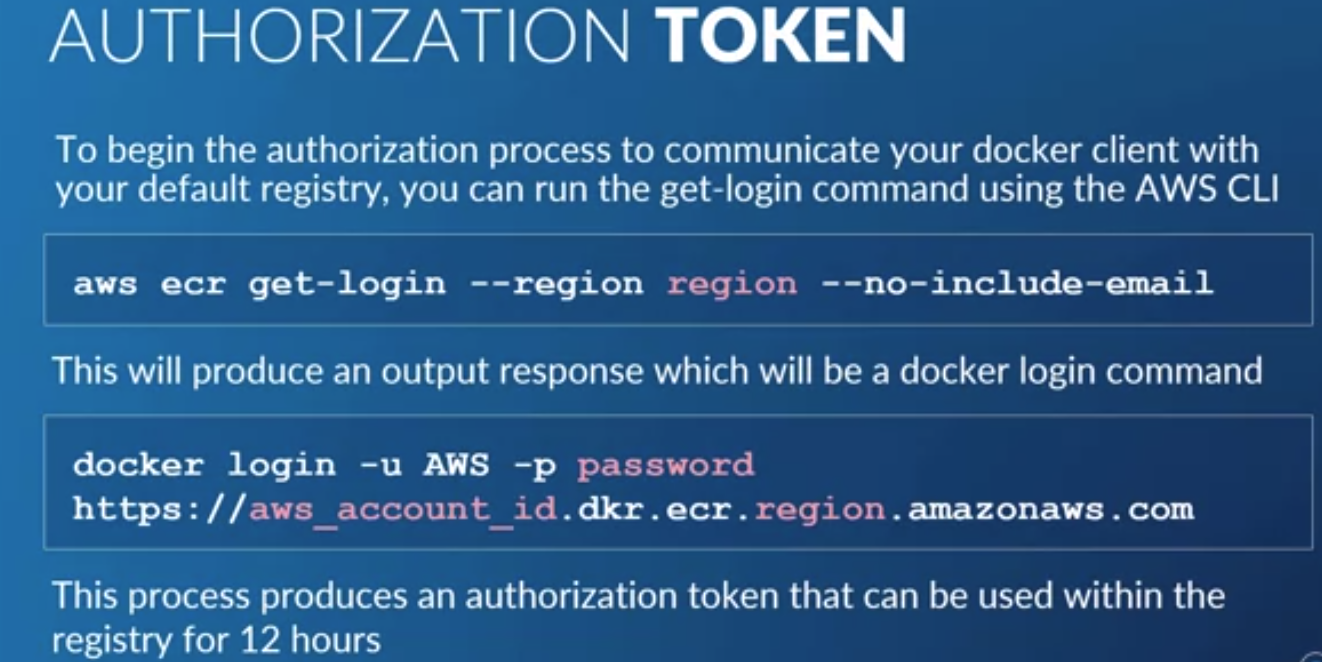 AUTHORIZATION TOKEN
To begin the authorization process to communicate your docker client with
your default registry, you can run the get-login command using the AWS CLI
aws ecr get-login --region region --no-include-email
This will produce an output response which will be a docker login command
docker login -u AWS -p password
https://aws_account_id.dkr.ecr.region.amazonaws.com
This process produces an authorization token that can be used within the
registry for 12 hours